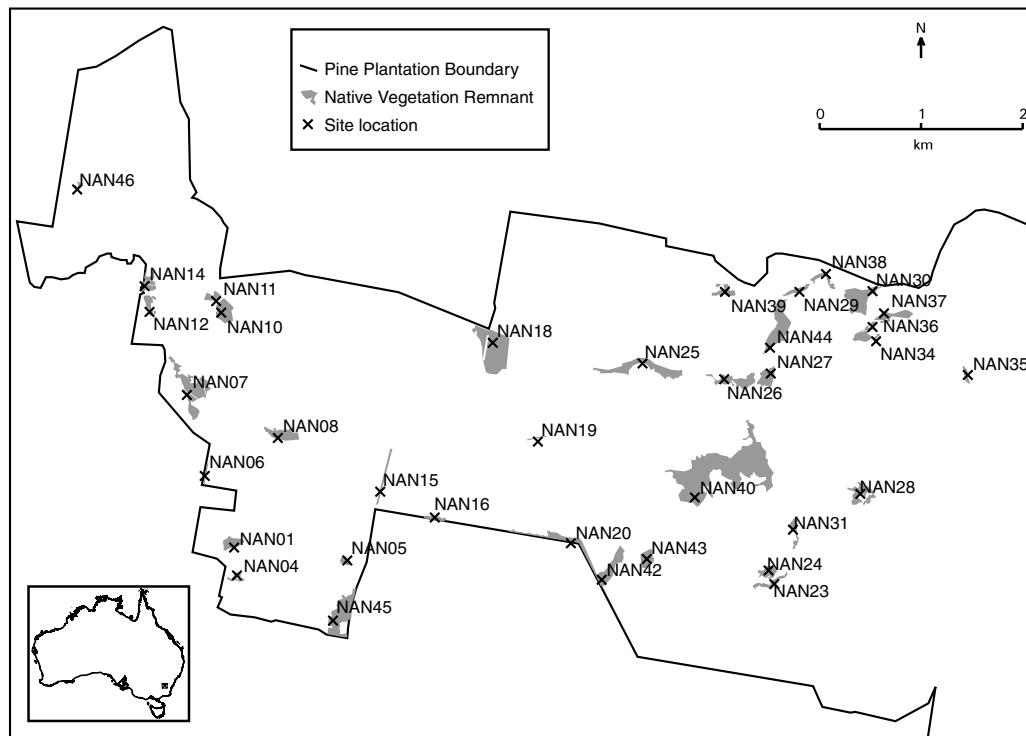 Pine Plantation Boundary
Native Vegetation Remnant
Site location
N
0 1 2
km
NAN46
NAN14
NAN11
NAN12
NAN10
NAN38
NAN30
NAN39
NAN29
NAN37
NAN36
NAN18
NAN44
NAN34
NAN25
NAN27
NAN35
NAN26
NAN07
NAN08
NAN19
NAN06
NAN15
NAN40
NAN28
NAN16
NAN31
NAN01
NAN05
NAN20
NAN43
NAN04
NAN42
NAN24
NAN23
NAN45